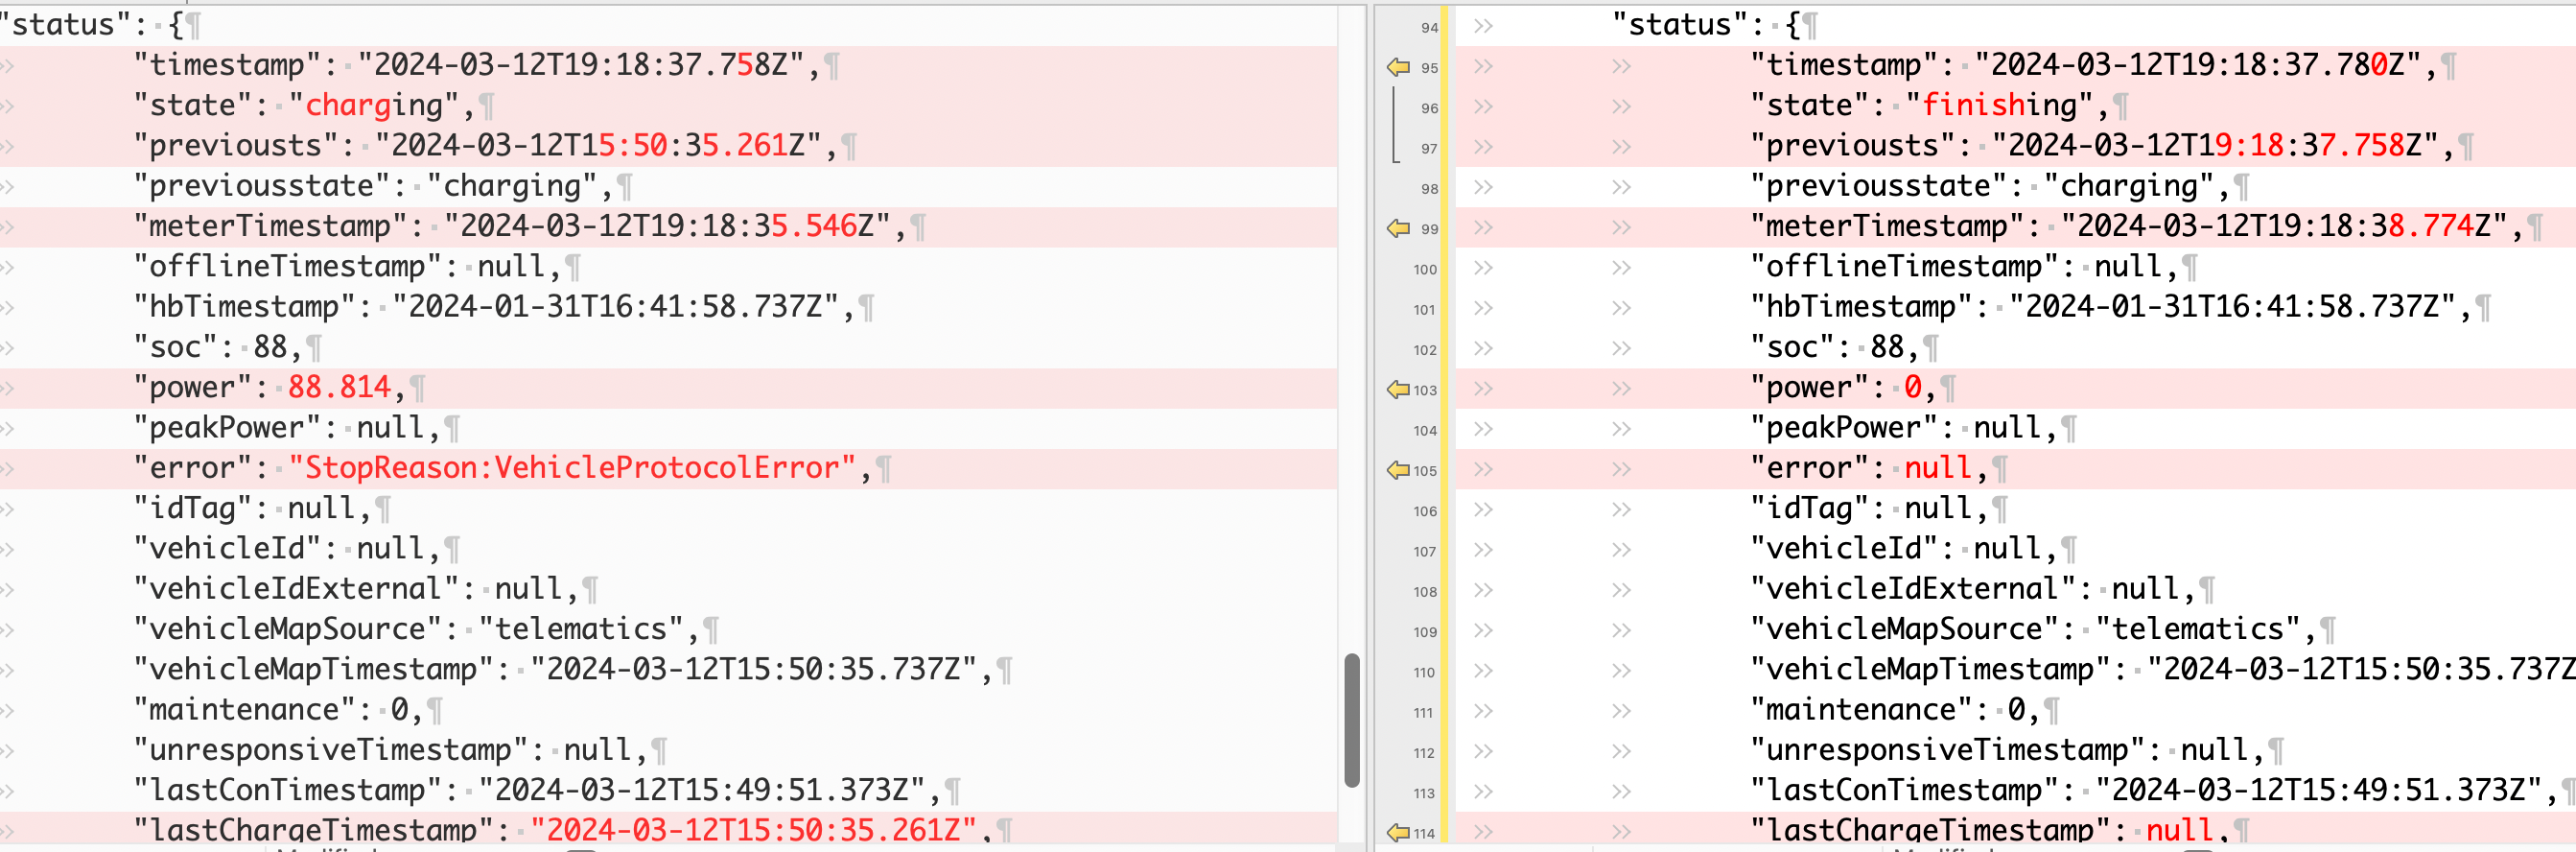 "status": {¶
"timestamp": "2024-03-12T19:18:37.758Z",¶
"state": "charging",¶
"previousts": "2024-03-12T15:50:35.261Z",¶
"previousstate": "charging",¶
"meterTimestamp": "2024-03-12T19:18:35.546Z",¶
"offlineTimestamp": null,¶
"hbTimestamp": "2024-01-31T16:41:58.737Z",¶
"soc": 88,¶
"power": 88.814,¶
"peakPower": null,¶
"error": "StopReason:VehicleProtocolError",¶
"idTag": null,¶
"vehicleId": null,¶
"vehicleIdExternal": null,¶
"vehicleMapSource": "telematics",¶
"vehicleMapTimestamp": "2024-03-12T15:50:35.737Z",¶
"maintenance": 0,¶
"unresponsiveTimestamp": null,¶
"lastConTimestamp": "2024-03-12T15:49:51.373Z",¶
"lastChargeTimestamp": "2024-03-12T15:50:35.261Z",¶
94 "status": {¶
95 "timestamp": "2024-03-12T19:18:37.780Z",¶
96 "state": "finishing",¶
97 "previousts": "2024-03-12T19:18:37.758Z",¶
98 "previousstate": "charging",¶
99 "meterTimestamp": "2024-03-12T19:18:38.774Z",¶
100 "offlineTimestamp": null,¶
101 "hbTimestamp": "2024-01-31T16:41:58.737Z",¶
102 "soc": 88,¶
103 "power": 0,¶
104 "peakPower": null,¶
105 "error": null,¶
106 "idTag": null,¶
107 "vehicleId": null,¶
108 "vehicleIdExternal": null,¶
109 "vehicleMapSource": "telematics",¶
110 "vehicleMapTimestamp": "2024-03-12T15:50:35.737Z
111 "maintenance": 0,¶
112 "unresponsiveTimestamp": null,¶
113 "lastConTimestamp": "2024-03-12T15:49:51.373Z",¶
114 "lastChargeTimestamp": null,¶